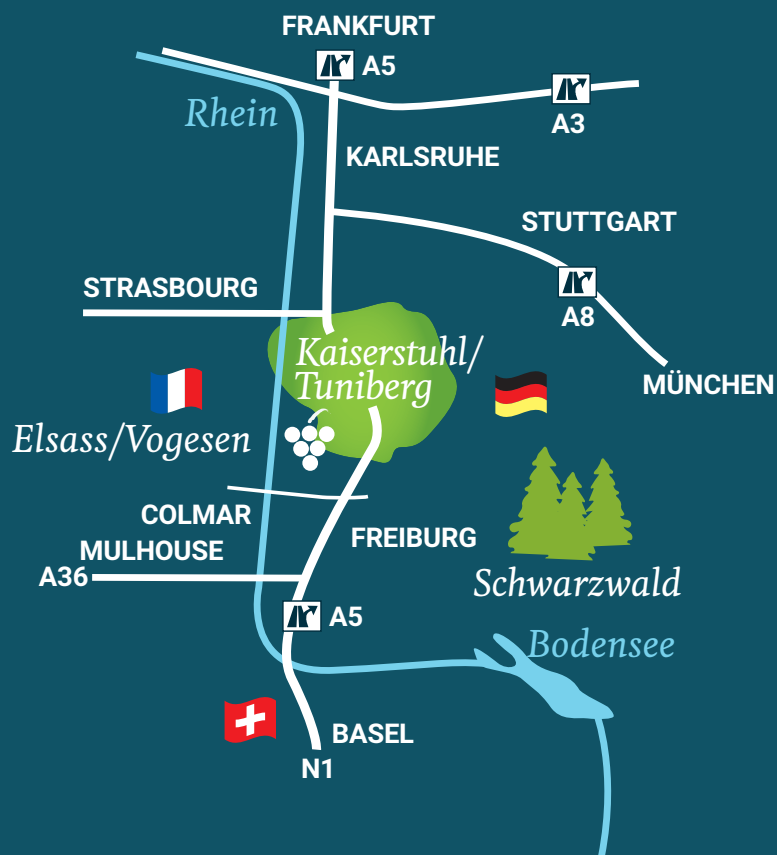 FRANKFURT
A5
Rhein
A3
KARLSRUHE
STUTTGART
STRASBOURG
A8
Kaiserstuhl/
Tuniberg
MÜNCHEN
Elsass/Vogesen
COLMAR
FREIBURG
MULHOUSE
A36
Schwarzwald
A5
Bodensee
BASEL
N1